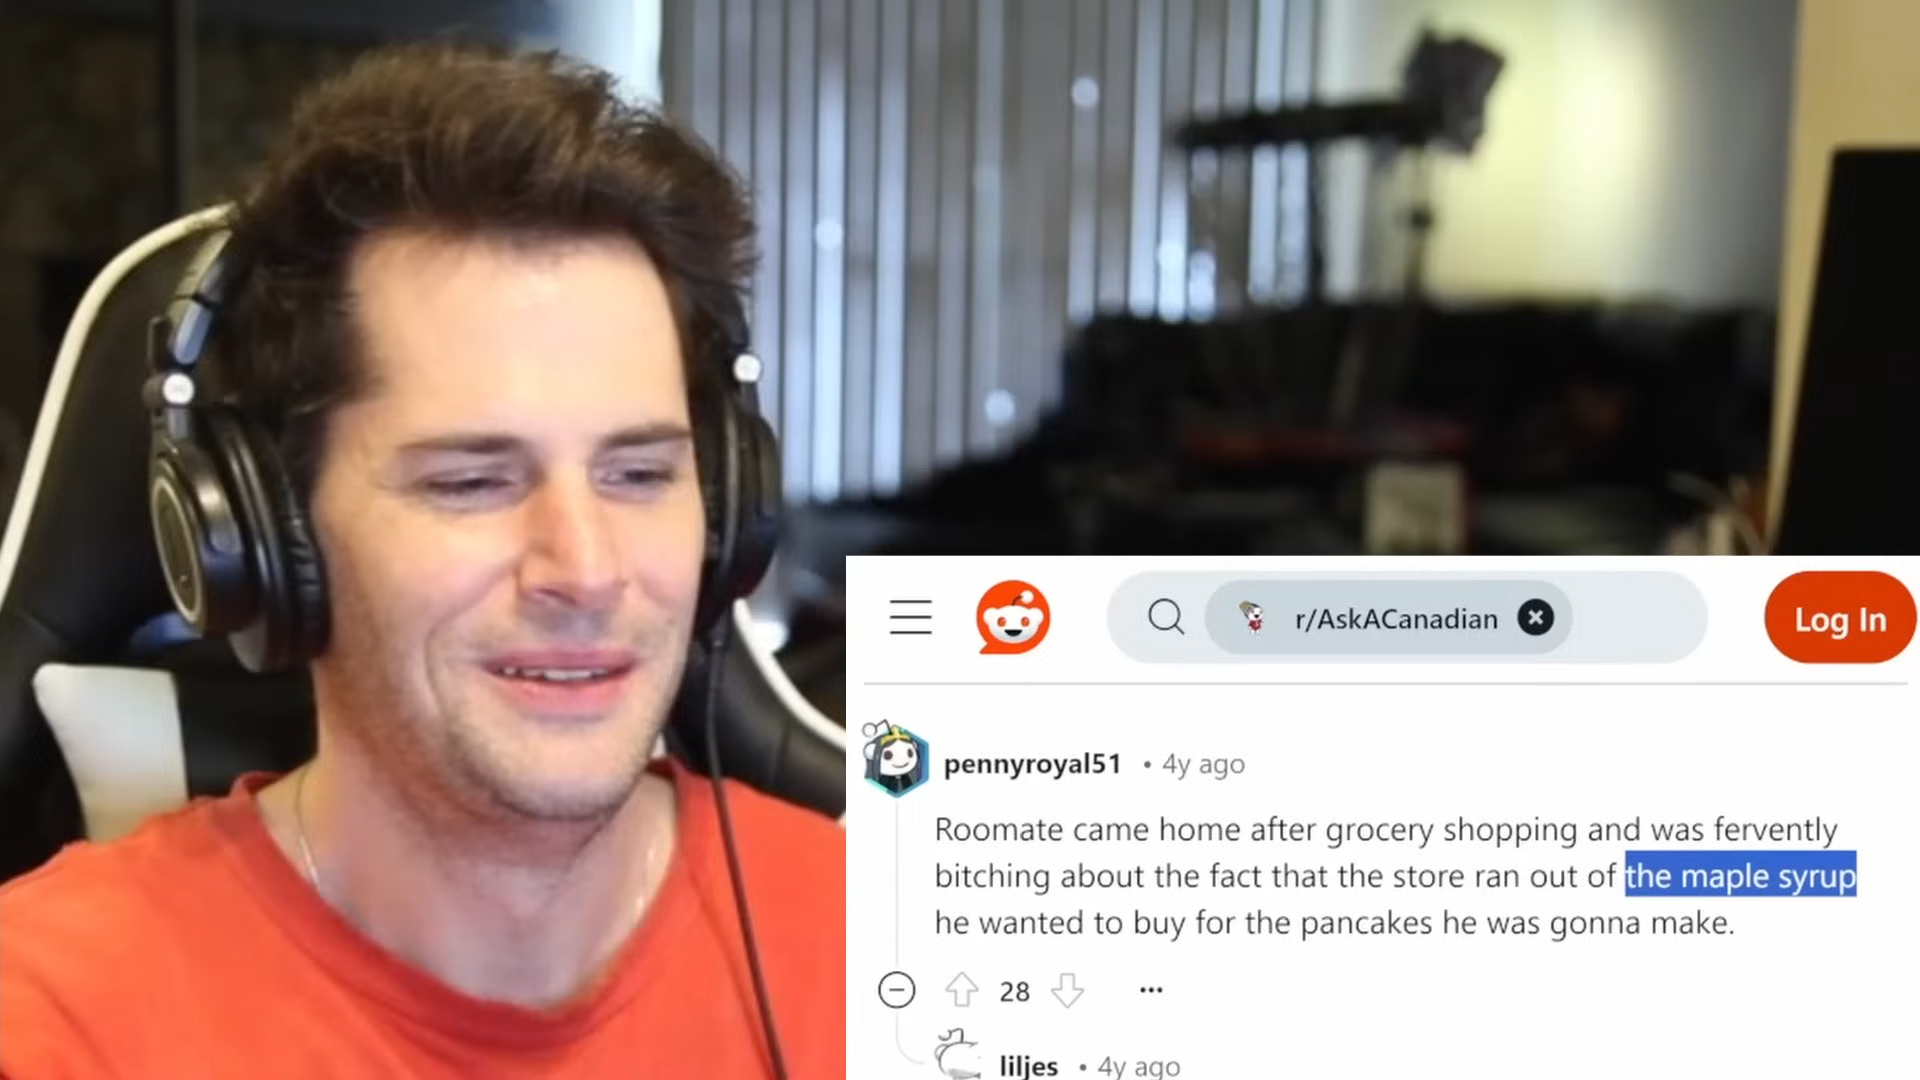 r/AskACanadian
Log In
pennyroyal51 • 4y ago
Roomate came home after grocery shopping and was fervently
bitching about the fact that the store ran out of the maple syrup
he wanted to buy for the pancakes he was gonna make.
28
liljes • 4y ago